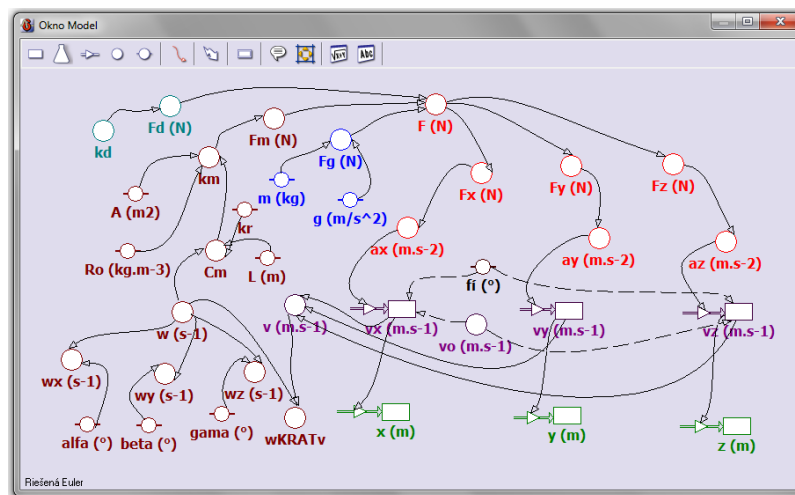 Okno Model
√xyz
Abc
Fd (N)
Fm (N)
F (N)
kd
km
Fg (N)
Fx (N)
Fy (N)
Fz (N)
A (m2)
m (kg)
kr
g (m/s^2)
Ro (kg.m-3)
Cm
L (m)
ax (m.s-2)
ay (m.s-2)
az (m.s-2)
fí (°)
w (s-1)
v (m.s-1)
vx (m.s-1)
vo (m.s-1)
vy (m.s-1)
vz (m.s-1)
wx (s-1)
wy (s-1)
wz (s-1)
alfa (°)
beta (°)
gama (°)
wKRATv
x (m)
y (m)
z (m)
Riešená Euler